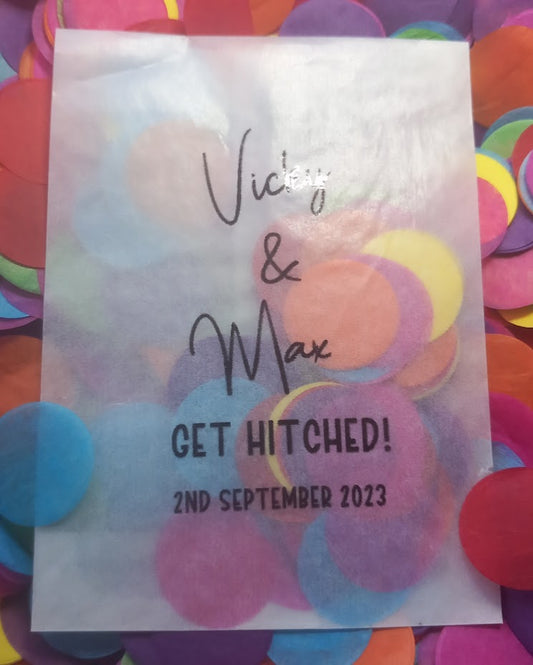 Vicky
&
Max
GET HITCHED!
2ND SEPTEMBER 2023